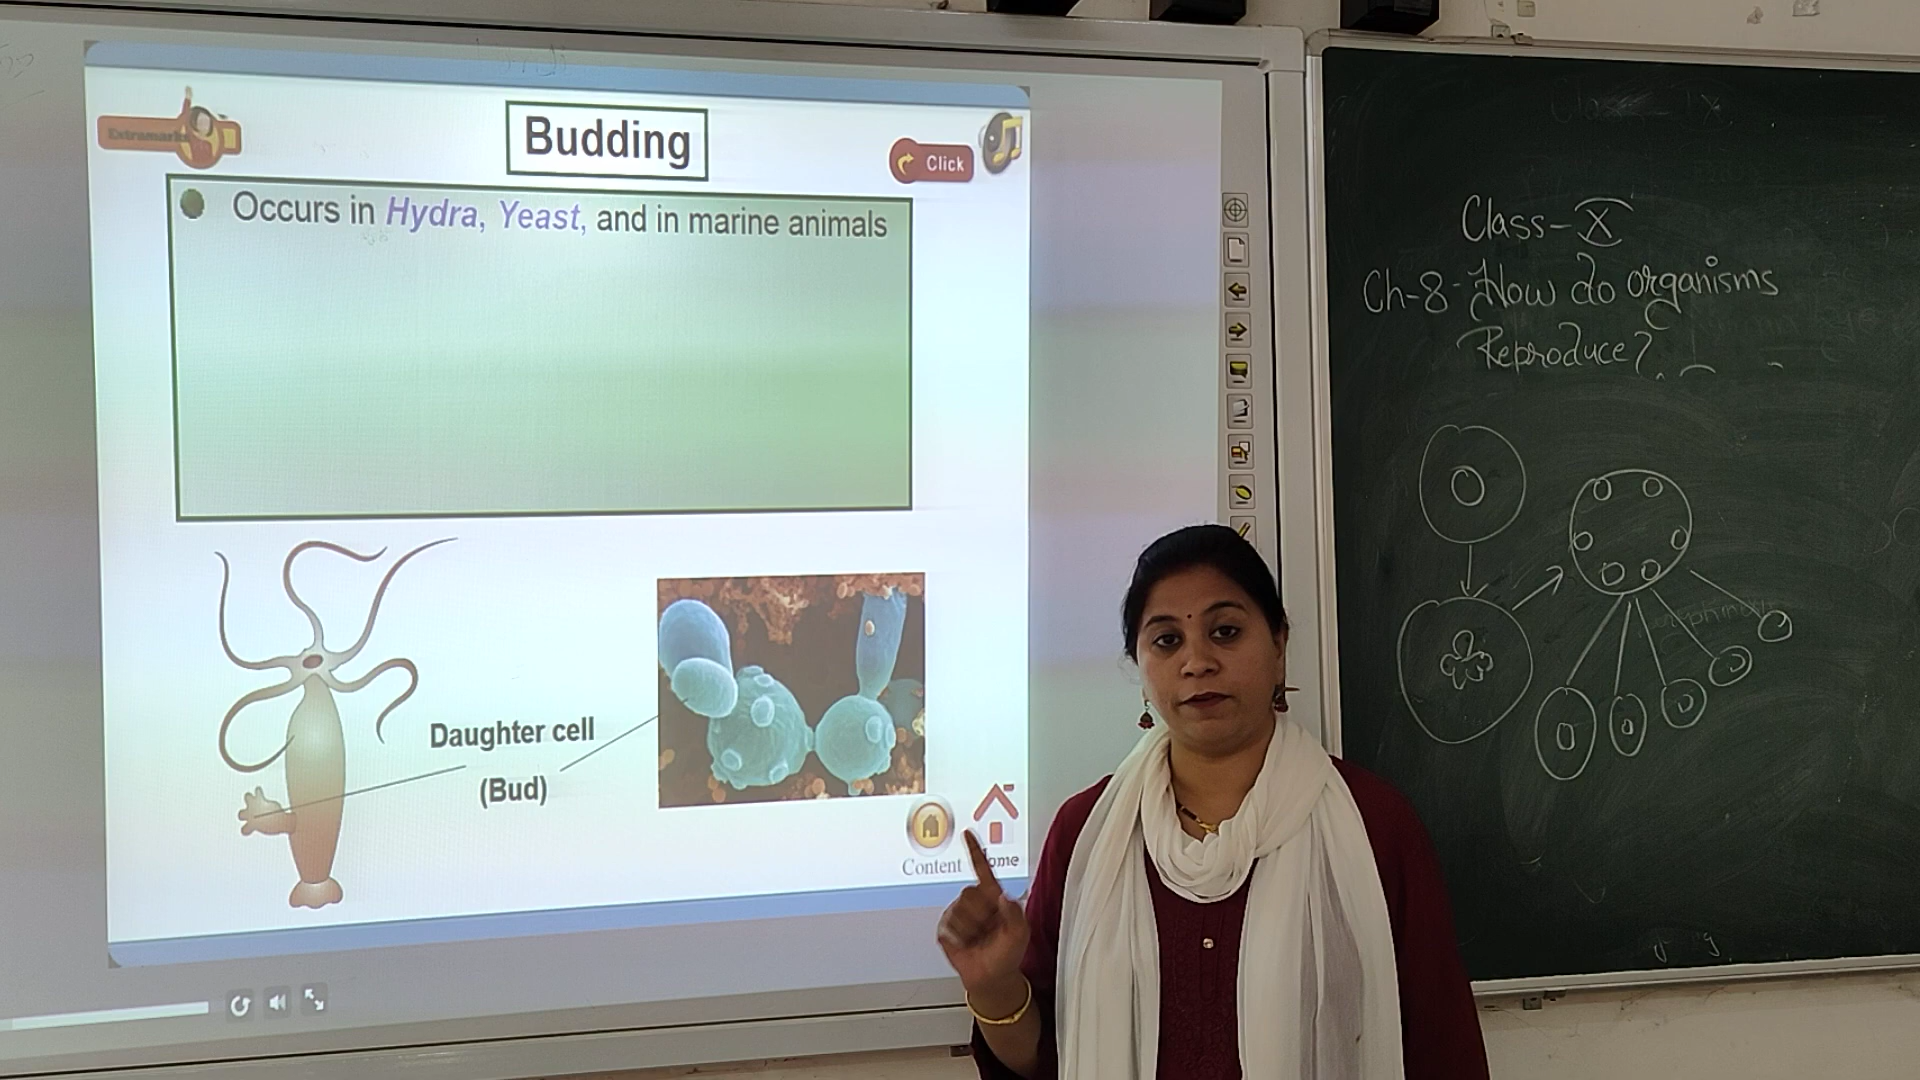 Extramarks
Budding
Click
Occurs in Hydra, Yeast, and in marine animals
Daughter cell
(Bud)
Content
Home
Class-X
Ch-8-How do organisms
Reproduce?